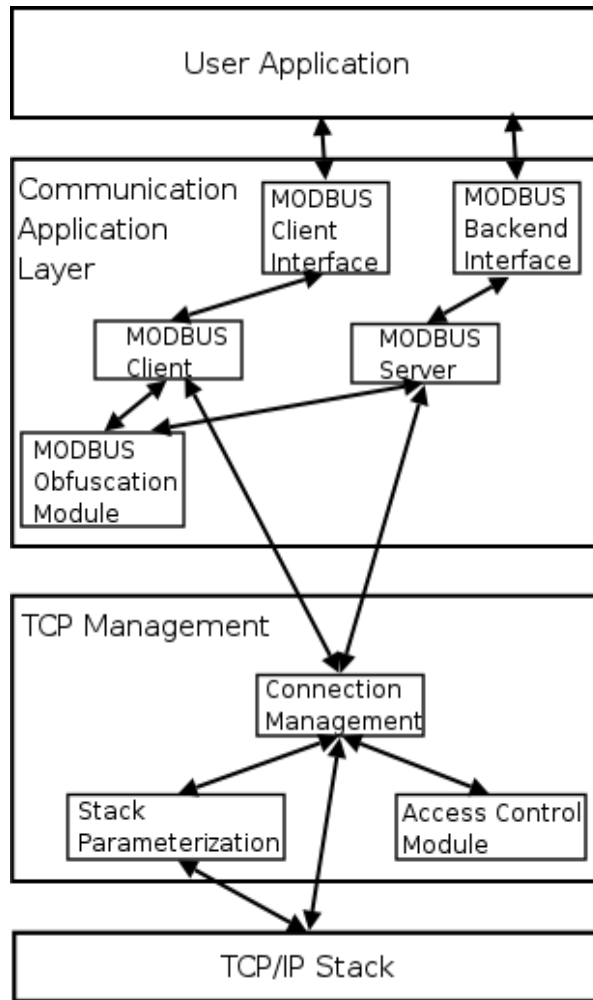 User Application
Communication
Application
Layer
MODBUS
Client
Interface
MODBUS
Backend
Interface
MODBUS
Client
MODBUS
Server
MODBUS
Obfuscation
Module
TCP Management
Connection
Management
Stack
Parameterization
Access Control
Module
TCP/IP Stack